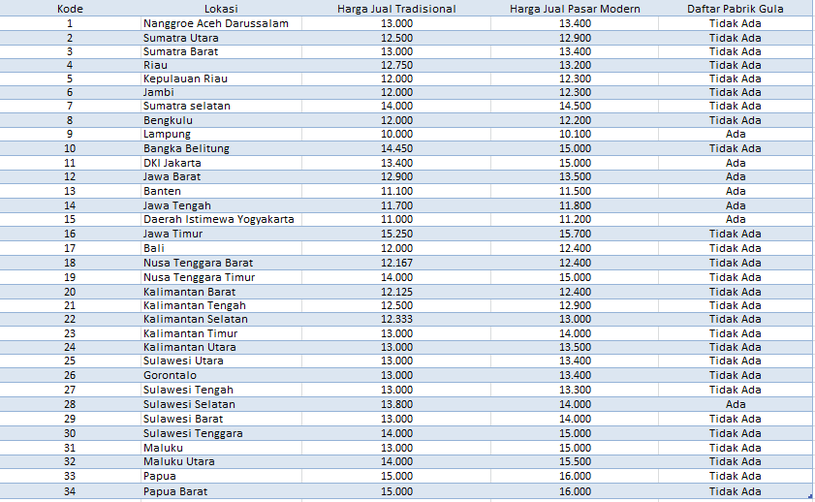 Kode Lokasi Harga Jual Tradisional Harga Jual Pasar Modern Daftar Pabrik Gula
1 Nanggroe Aceh Darussalam 13.000 13.400 Tidak Ada
2 Sumatra Utara 12.500 12.900 Tidak Ada
3 Sumatra Barat 13.000 13.400 Tidak Ada
4 Riau 12.750 13.200 Tidak Ada
5 Kepulauan Riau 12.000 12.300 Tidak Ada
6 Jambi 12.000 12.300 Tidak Ada
7 Sumatra selatan 14.000 14.500 Tidak Ada
8 Bengkulu 12.000 12.200 Tidak Ada
9 Lampung 10.000 10.100 Ada
10 Bangka Belitung 14.450 15.000 Tidak Ada
11 DKI Jakarta 13.400 15.000 Ada
12 Jawa Barat 12.900 13.500 Ada
13 Banten 11.100 11.500 Ada
14 Jawa Tengah 11.700 11.800 Ada
15 Daerah Istimewa Yogyakarta 11.000 11.200 Ada
16 Jawa Timur 15.250 15.700 Tidak Ada
17 Bali 12.000 12.400 Tidak Ada
18 Nusa Tenggara Barat 12.167 12.400 Tidak Ada
19 Nusa Tenggara Timur 14.000 15.000 Tidak Ada
20 Kalimantan Barat 12.125 12.400 Tidak Ada
21 Kalimantan Tengah 12.500 12.900 Tidak Ada
22 Kalimantan Selatan 12.333 13.000 Tidak Ada
23 Kalimantan Timur 13.000 14.000 Tidak Ada
24 Kalimantan Utara 13.000 13.500 Tidak Ada
25 Sulawesi Utara 13.000 13.400 Tidak Ada
26 Gorontalo 13.000 13.400 Tidak Ada
27 Sulawesi Tengah 13.000 13.300 Tidak Ada
28 Sulawesi Selatan 13.800 14.000 Ada
29 Sulawesi Barat 13.000 14.000 Tidak Ada
30 Sulawesi Tenggara 14.000 15.000 Tidak Ada
31 Maluku 13.000 15.000 Tidak Ada
32 Maluku Utara 14.000 15.500 Tidak Ada
33 Papua 15.000 16.000 Tidak Ada
34 Papua Barat 15.000 16.000 Tidak Ada